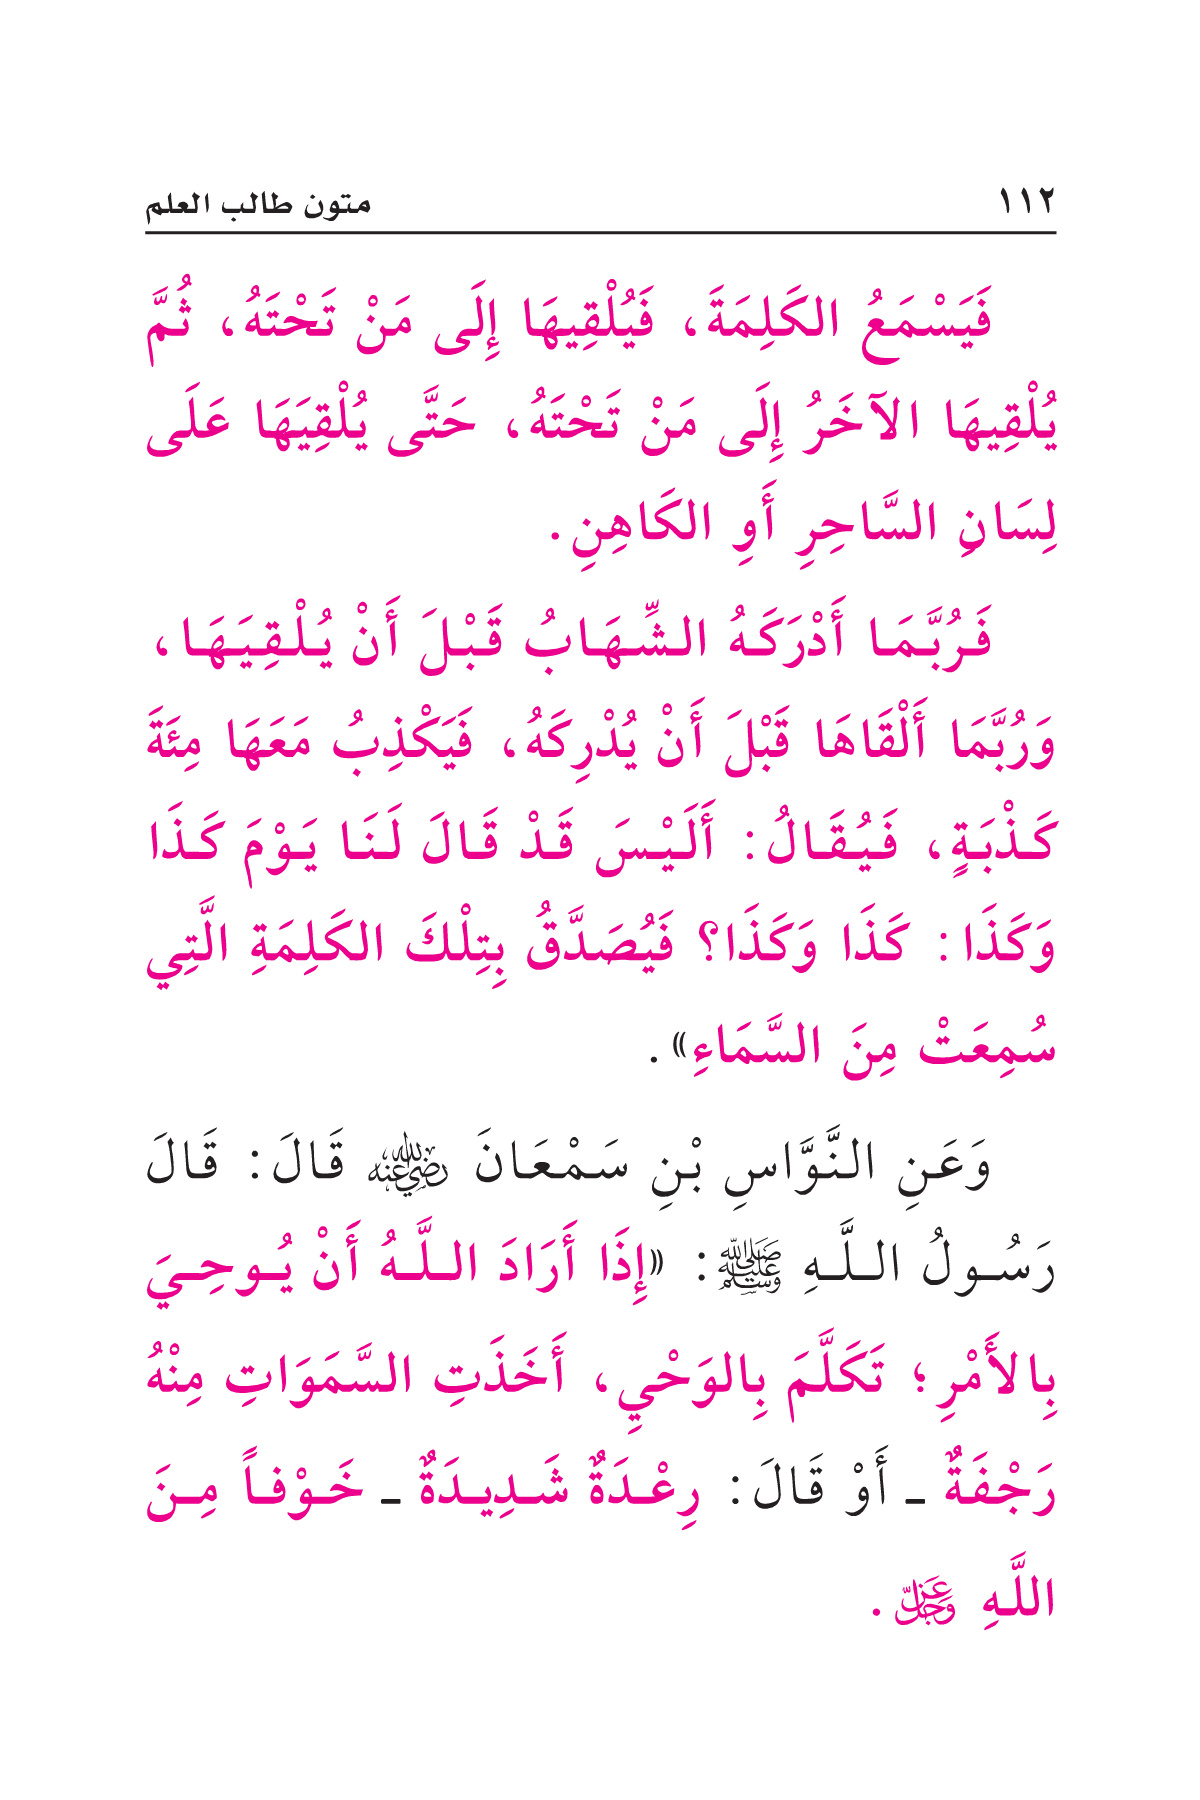 ١١٢ متون طالب العلم
فَيَسْمَعُ الكَلِمَةَ، فَيُلْقِيهَا إِلَى مَنْ تَحْتَهُ، ثُمَّ
يُلْقِيهَا الآخَرُ إِلَى مَنْ تَحْتَهُ، حَتَّى يُلْقِيَهَا عَلَى
لِسَانِ السَّاحِرِ أَوِ الكَاهِنِ.
فَرُبَّمَا أَدْرَكَهُ الشِّهَابُ قَبْلَ أَنْ يُلْقِيَهَا،
وَرُبَّمَا أَلْقَاهَا قَبْلَ أَنْ يُدْرِكَهُ، فَيَكْذِبُ مَعَهَا مِئَةَ
كَذْبَةٍ، فَيُقَالُ: أَلَيْسَ قَدْ قَالَ لَنَا يَوْمَ كَذَا
وَكَذَا: كَذَا وَكَذَا؟ فَيُصَدَّقُ بِتِلْكَ الكَلِمَةِ الَّتِي
سُمِعَتْ مِنَ السَّمَاءِ».
وَعَنِ النَّوَّاسِ بْنِ سَمْعَانَ رضي الله عنه قَالَ: قَالَ
رَسُولُ اللَّهِ ﷺ: «إِذَا أَرَادَ اللَّهُ أَنْ يُوحِيَ
بِالأَمْرِ؛ تَكَلَّمَ بِالوَحْيِ، أَخَذَتِ السَّمَوَاتِ مِنْهُ
رَجْفَةٌ ـ أَوْ قَالَ: رِعْدَةٌ شَدِيدَةٌ ـ خَوْفاً مِنَ
اللَّهِ عز وجل.